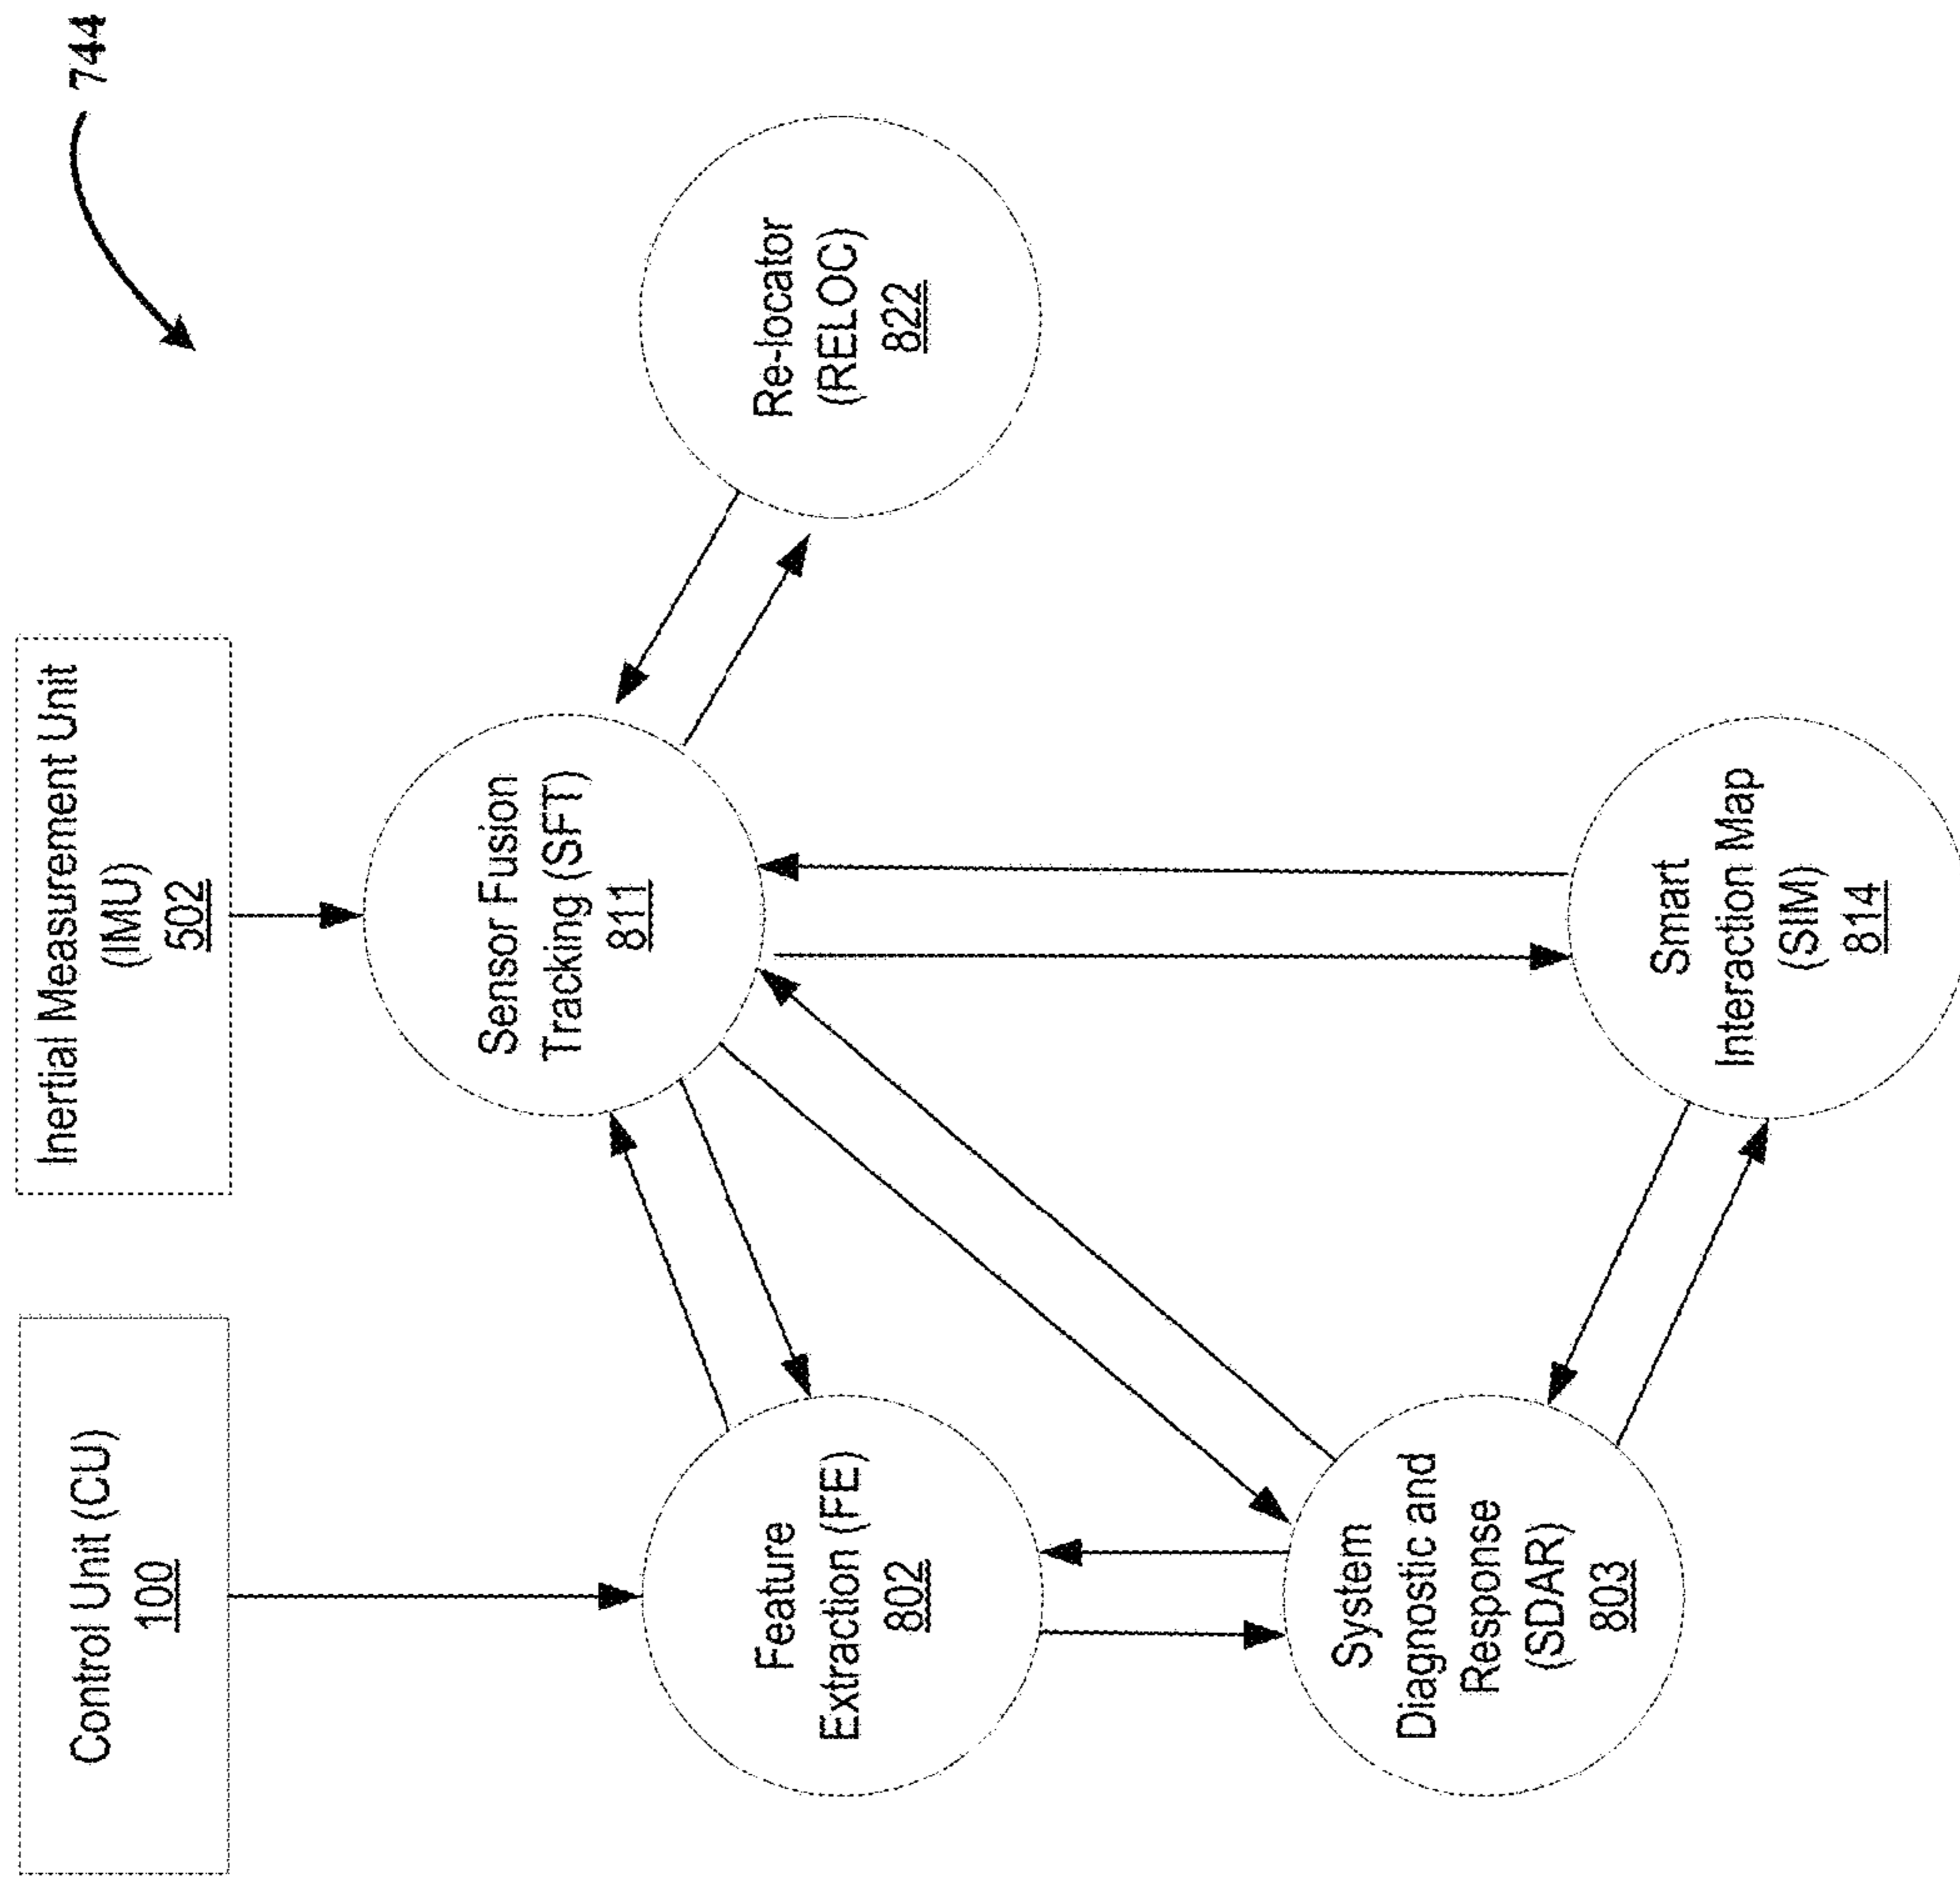 744
Control Unit (CU)
100
Inertial Measurement Unit
(IMU)
502
Feature
Extraction (FE)
802
Sensor Fusion
Tracking (SFT)
811
Re-locator
(RELOC)
822
System
Diagnostic and
Response
(SDAR)
803
Smart
Interaction Map
(SIM)
814